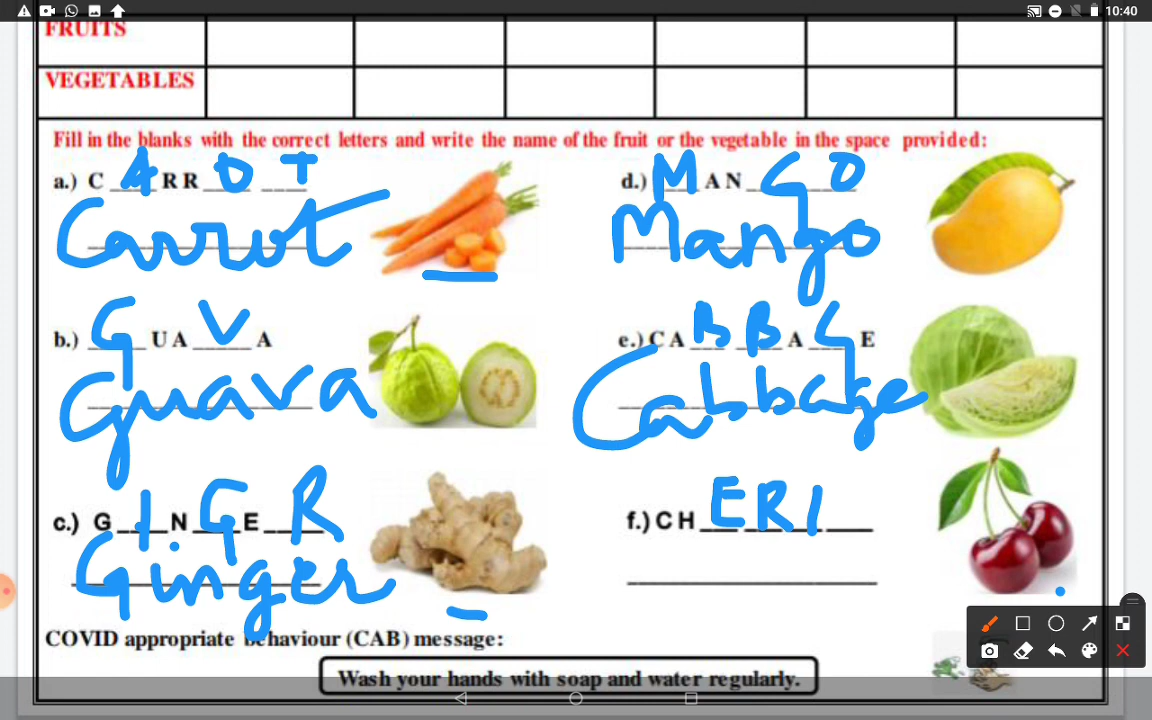 10:40
FRUITS
VEGETABLES
Fill in the blanks with the correct letters and write the name of the fruit or the vegetable in the space provided:
a.) C A R R O T
Carrot
d.) M A N G O
Mango
b.) G U A V A
Guava
e.) C A B B A G E
Cabbage
c.) G I N G E R
Ginger
f.) C H E R I ____
COVID appropriate behaviour (CAB) message:
Wash your hands with soap and water regularly.